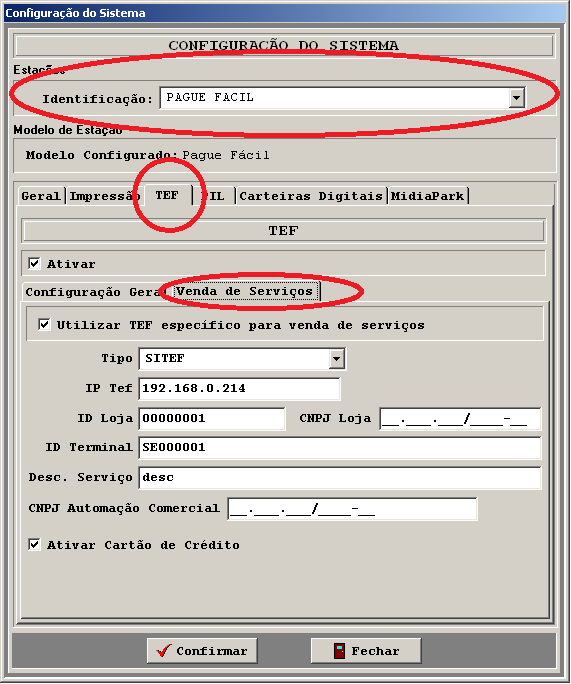 Configuração do Sistema
CONFIGURAÇÃO DO SISTEMA
Estações
Identificação: PAGUE FACIL
Modelo de Estação
Modelo Configurado: Pague Fácil
Geral Impressão TEF PIL Carteiras Digitais MidiaPark
TEF
Ativar
Configuração Geral Venda de Serviços
Utilizar TEF específico para venda de serviços
Tipo SITEF
IP Tef 192.168.0.214
ID Loja 00000001 CNPJ Loja __.___.___/____-__
ID Terminal SE000001
Desc. Serviço desc
CNPJ Automação Comercial __.___.___/____-__
Ativar Cartão de Crédito
Confirmar Fechar